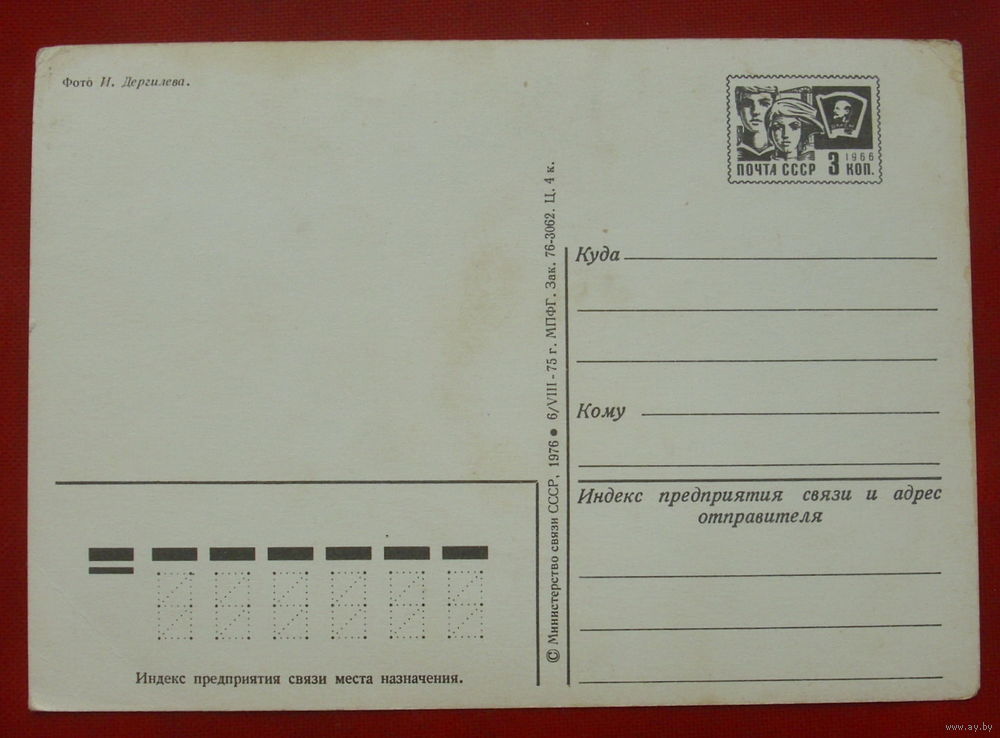 Фото И. Дергилева.
1966
ПОЧТА СССР 3 КОП.
© Министерство связи СССР, 1976 ● 6/VIII - 75 г. МПФГ. Зак. 76-3062. Ц. 4 к.
Куда
Кому
Индекс предприятия связи и адрес
отправителя
Индекс предприятия связи места назначения.
www.ay.by